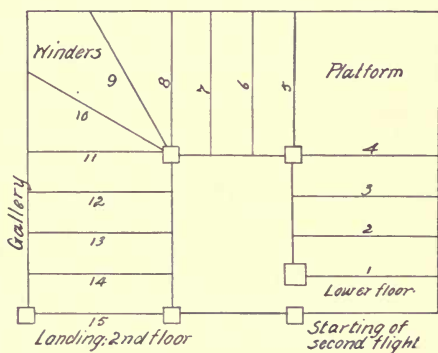 Winders
9
8
7
6
5
Platform
10
11
4
12
3
13
2
14
1
Gallery
Lower floor
15
Landing: 2nd floor
Starting of
second flight